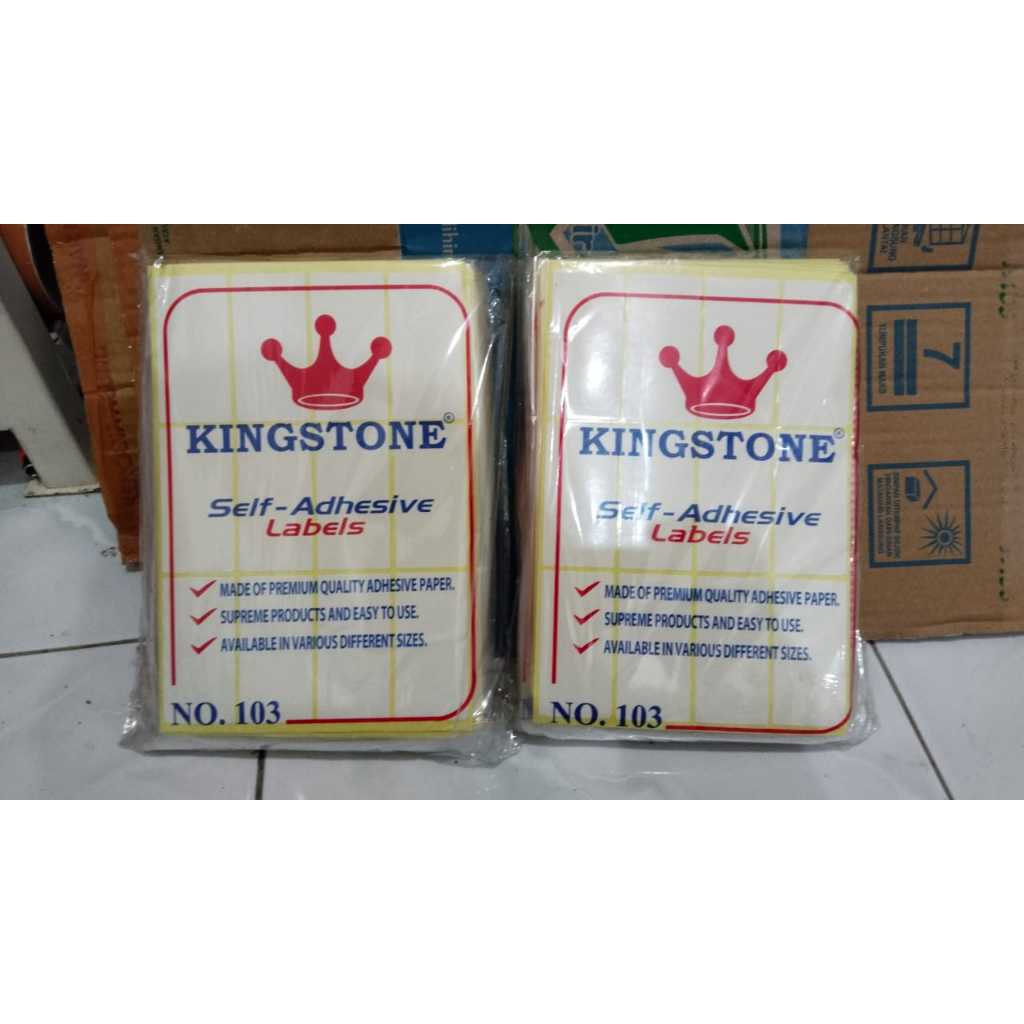 KINGSTONE®
Self-Adhesive
Labels
MADE OF PREMIUM QUALITY ADHESIVE PAPER.
SUPREME PRODUCTS AND EASY TO USE.
AVAILABLE IN VARIOUS DIFFERENT SIZES.
NO. 103
KINGSTONE®
Self-Adhesive
Labels
MADE OF PREMIUM QUALITY ADHESIVE PAPER.
SUPREME PRODUCTS AND EASY TO USE.
AVAILABLE IN VARIOUS DIFFERENT SIZES.
NO. 103
7
TUMPUKAN MAKS